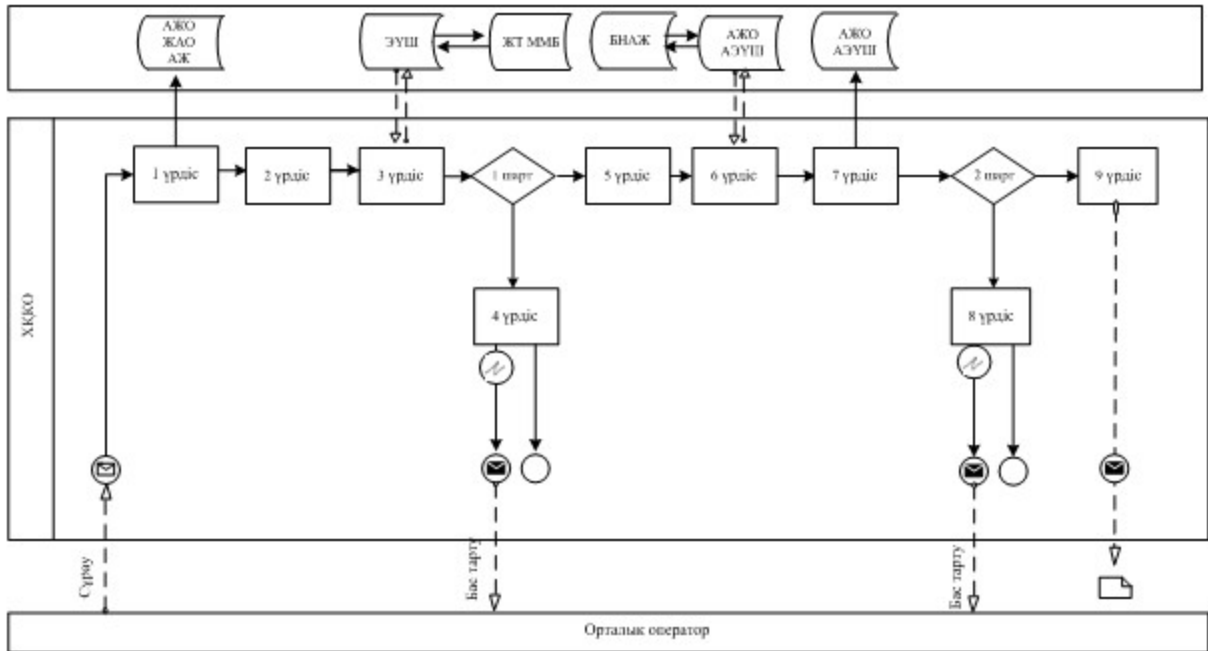 АЖО
ЖАО
АЖ
ЭҮШ
ЖТ ММБ
БНАЖ
АЖО
АЭҮШ
АЖО
АЭҮШ
1 үрдіс
2 үрдіс
3 үрдіс
1 шарт
5 үрдіс
6 үрдіс
7 үрдіс
2 шарт
9 үрдіс
4 үрдіс
8 үрдіс
ХҚКО
Сұрау
Бас тарту
Бас тарту
Орталық оператор